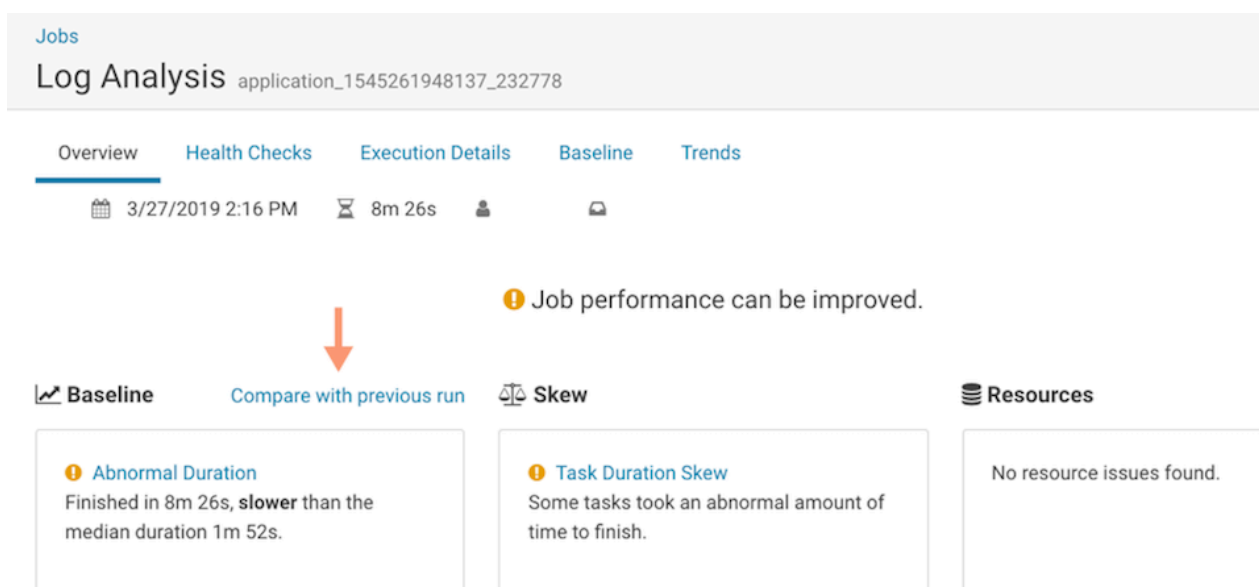 Jobs
Log Analysis application_1545261948137_232778
Overview Health Checks Execution Details Baseline Trends
3/27/2019 2:16 PM 8m 26s
Job performance can be improved.
Baseline Compare with previous run Skew Resources
Abnormal Duration
Finished in 8m 26s, slower than the
median duration 1m 52s.
Task Duration Skew
Some tasks took an abnormal amount of
time to finish.
No resource issues found.